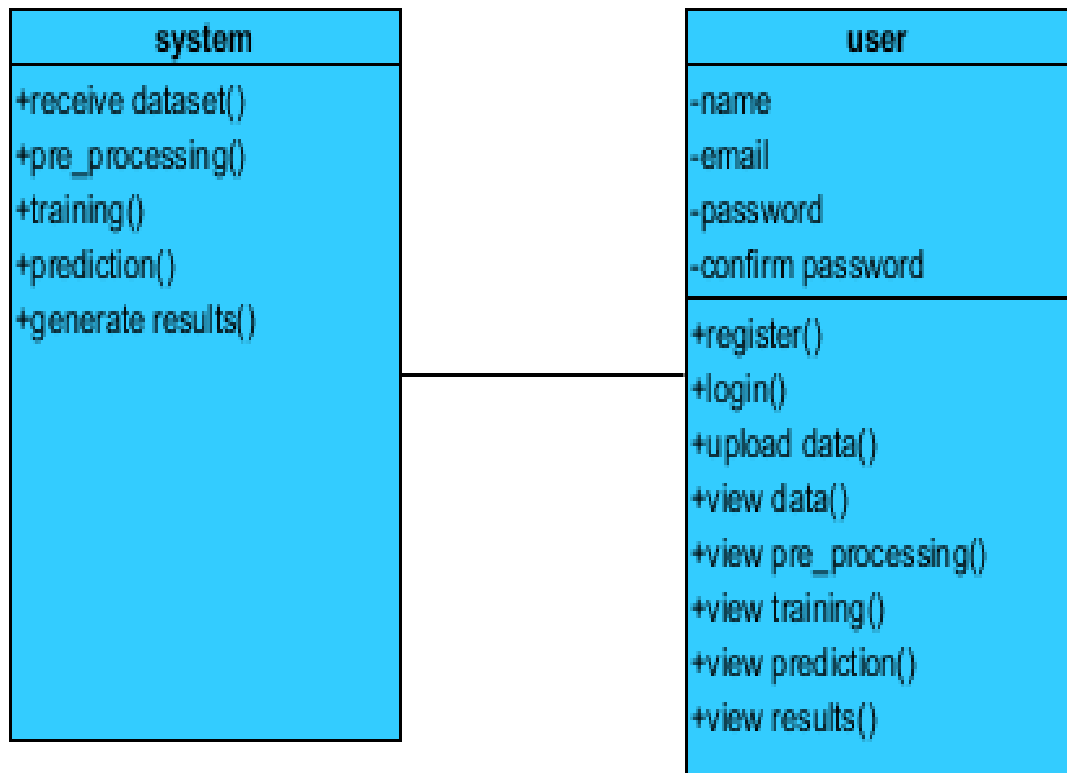 system
+receive dataset()
+pre_processing()
+training()
+prediction()
+generate results()
user
-name
-email
-password
-confirm password
+register()
+login()
+upload data()
+view data()
+view pre_processing()
+view training()
+view prediction()
+view results()